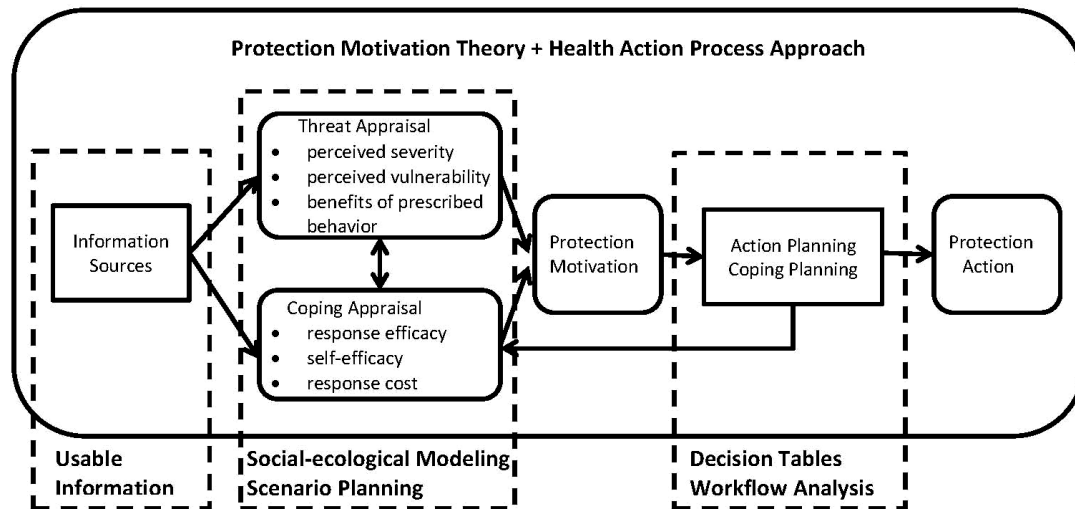 Protection Motivation Theory + Health Action Process Approach
Information
Sources
Threat Appraisal
• perceived severity
• perceived vulnerability
• benefits of prescribed
behavior
Coping Appraisal
• response efficacy
• self-efficacy
• response cost
Protection
Motivation
Action Planning
Coping Planning
Protection
Action
Usable
Information
Social-ecological Modeling
Scenario Planning
Decision Tables
Workflow Analysis